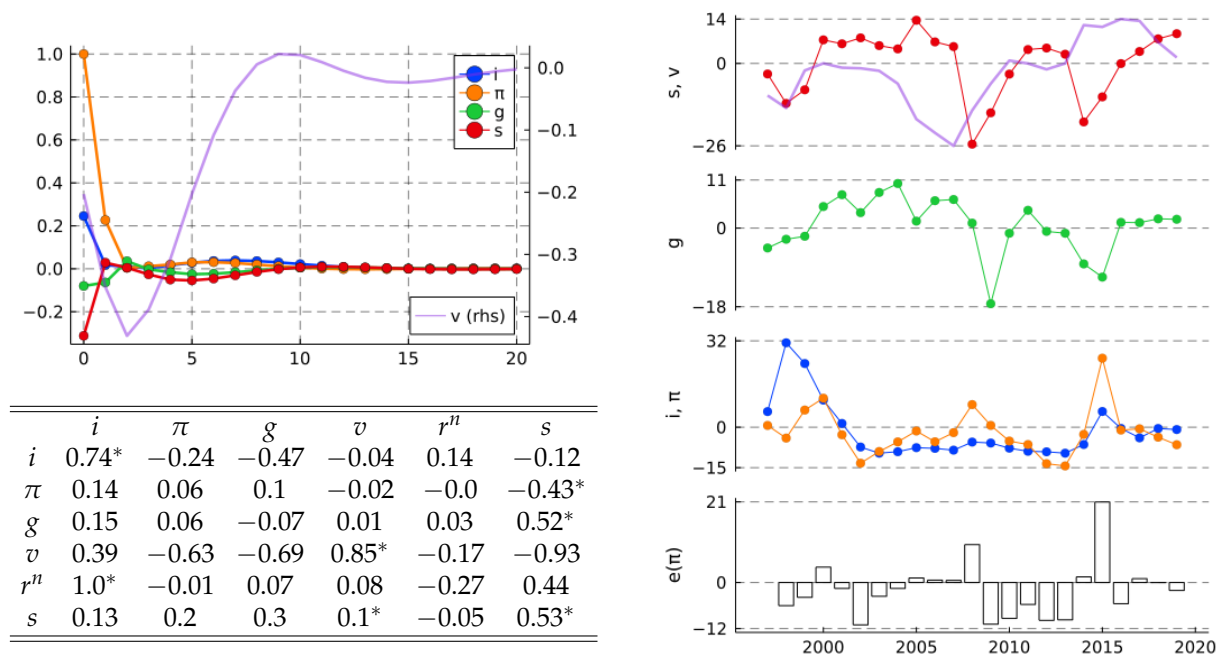 1.0
0.8
0.6
0.4
0.2
0.0
−0.2
0.0
−0.1
−0.2
−0.3
−0.4
i
π
g
s
v (rhs)
0 5 10 15 20
i π g v rⁿ s
i 0.74* −0.24 −0.47 −0.04 0.14 −0.12
π 0.14 0.06 0.1 −0.02 −0.0 −0.43*
g 0.15 0.06 −0.07 0.01 0.03 0.52*
v 0.39 −0.63 −0.69 0.85* −0.17 −0.93
rⁿ 1.0* −0.01 0.07 0.08 −0.27 0.44
s 0.13 0.2 0.3 0.1* −0.05 0.53*
s, v
14
0
−26
g
11
0
−18
i, π
32
0
−15
e(π)
21
0
−12
2000 2005 2010 2015 2020